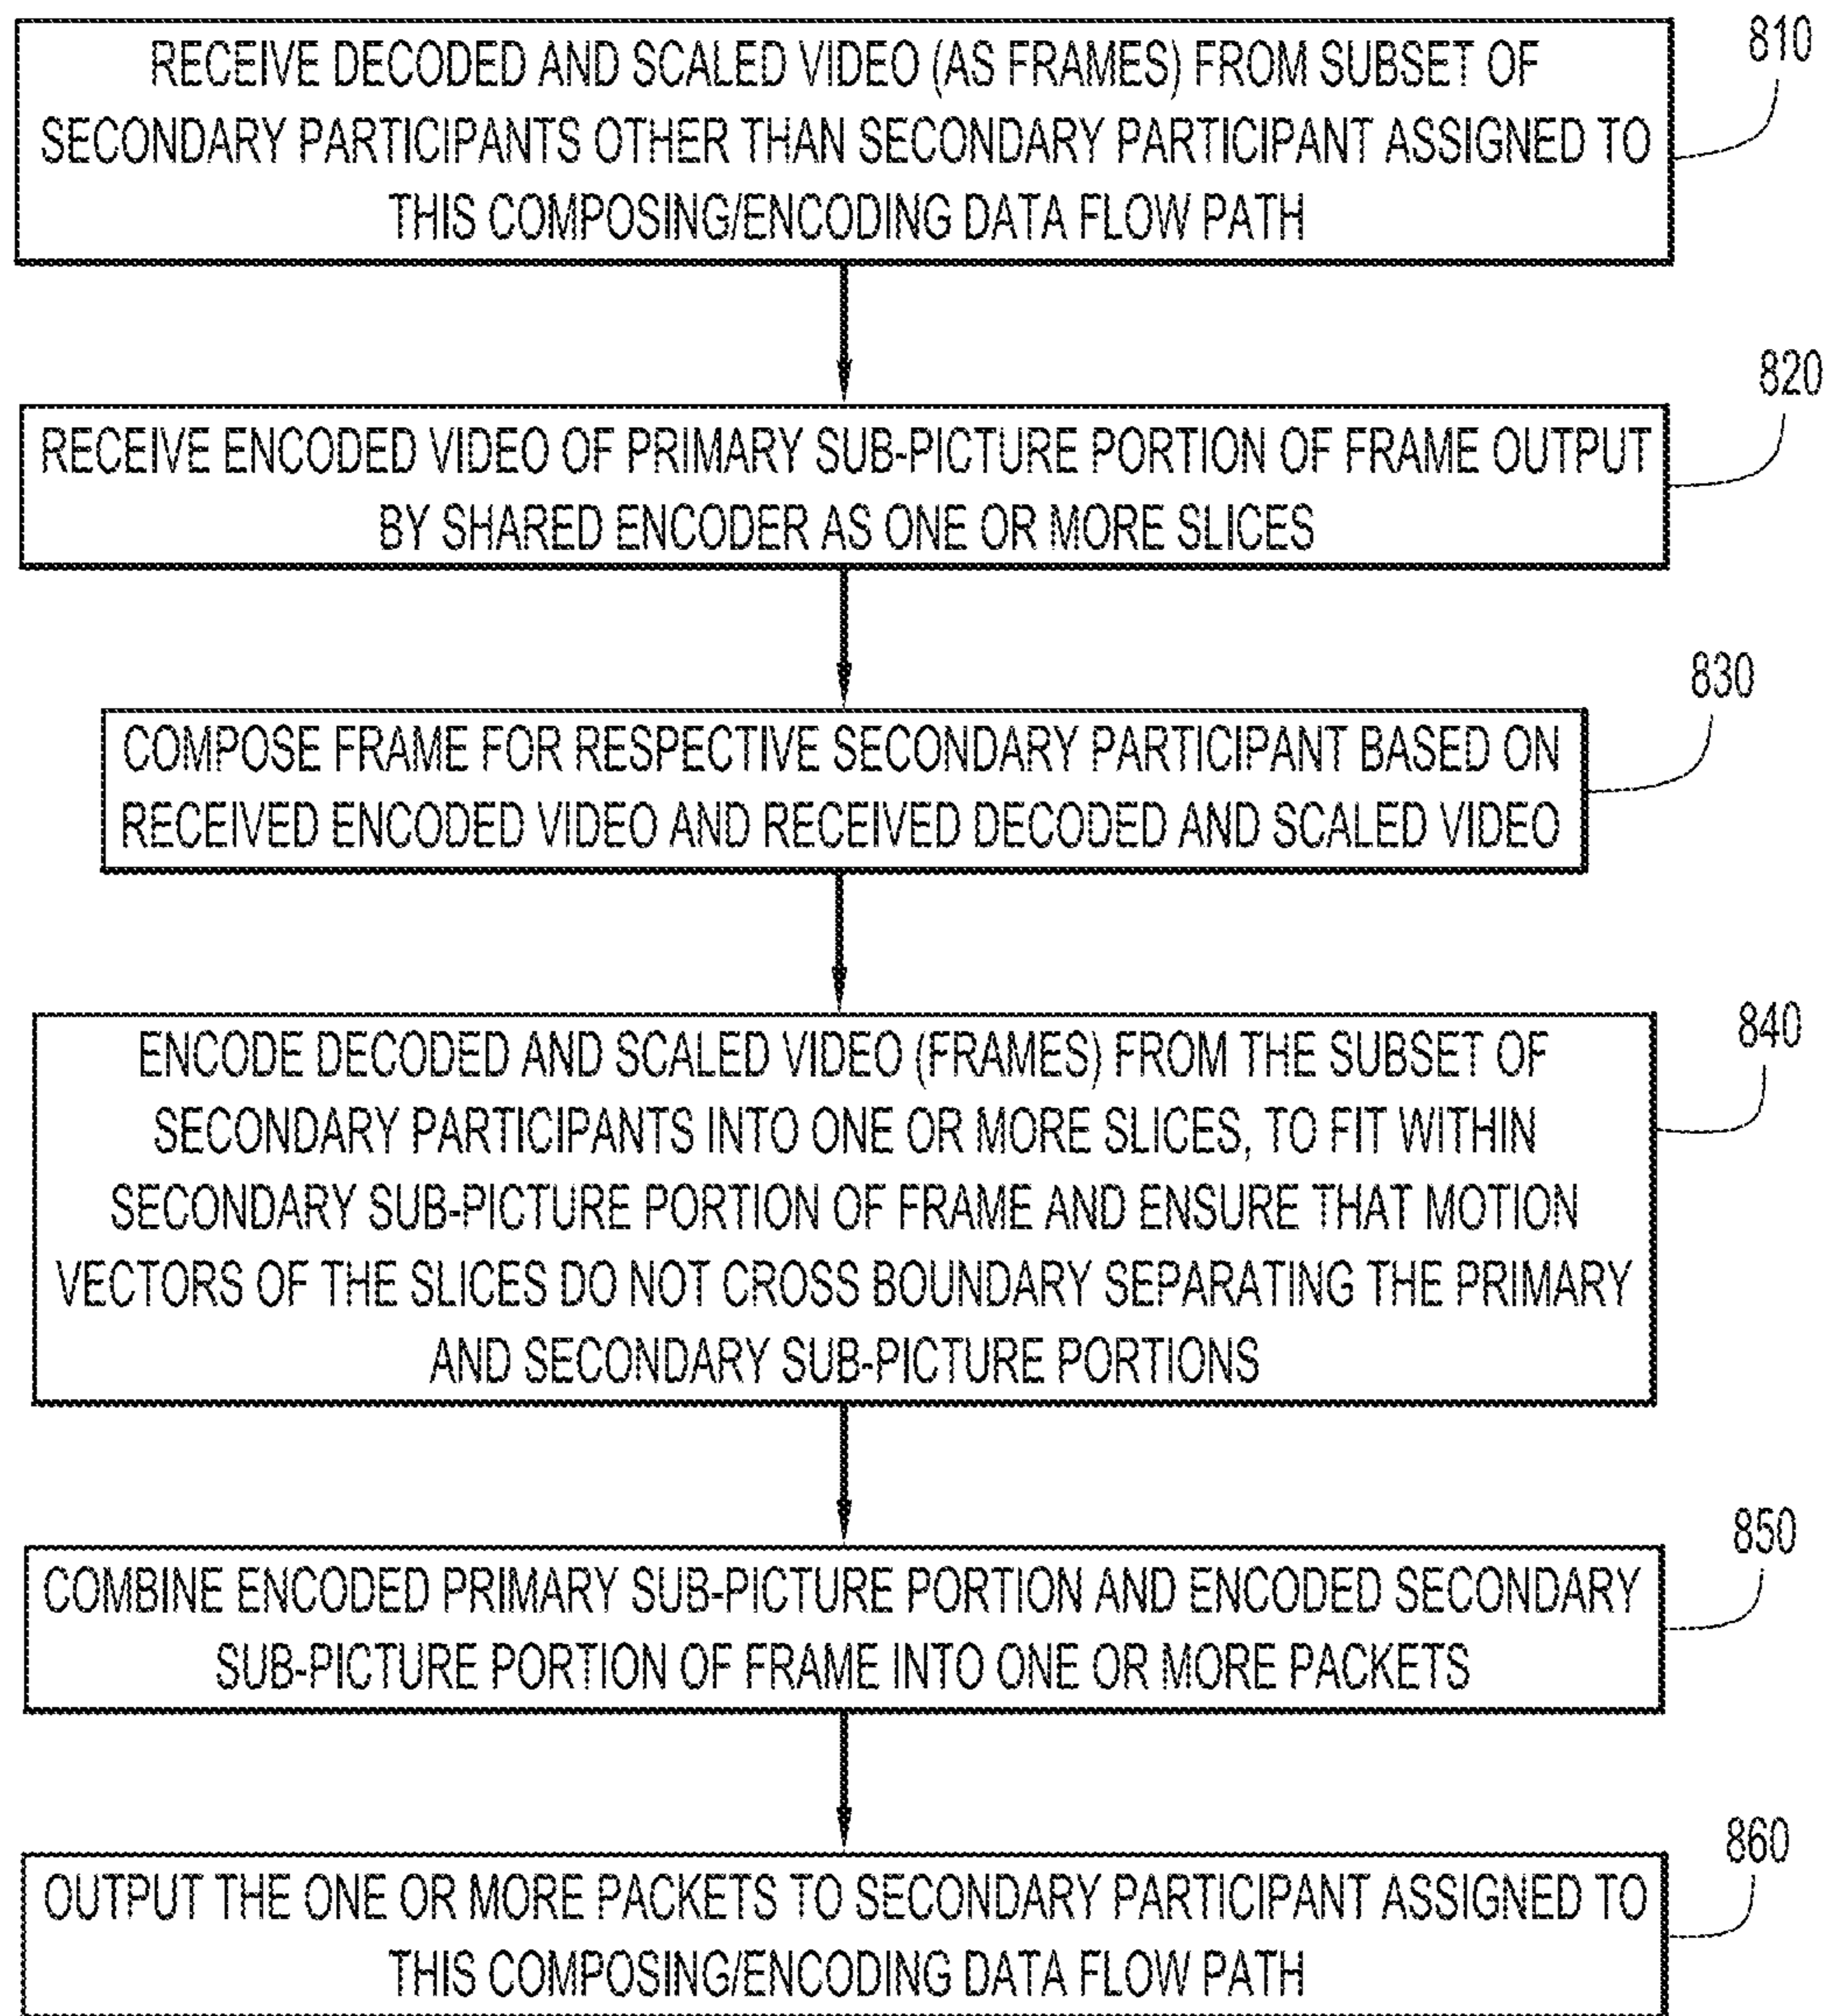 810
RECEIVE DECODED AND SCALED VIDEO (AS FRAMES) FROM SUBSET OF
SECONDARY PARTICIPANTS OTHER THAN SECONDARY PARTICIPANT ASSIGNED TO
THIS COMPOSING/ENCODING DATA FLOW PATH
820
RECEIVE ENCODED VIDEO OF PRIMARY SUB-PICTURE PORTION OF FRAME OUTPUT
BY SHARED ENCODER AS ONE OR MORE SLICES
830
COMPOSE FRAME FOR RESPECTIVE SECONDARY PARTICIPANT BASED ON
RECEIVED ENCODED VIDEO AND RECEIVED DECODED AND SCALED VIDEO
840
ENCODE DECODED AND SCALED VIDEO (FRAMES) FROM THE SUBSET OF
SECONDARY PARTICIPANTS INTO ONE OR MORE SLICES, TO FIT WITHIN
SECONDARY SUB-PICTURE PORTION OF FRAME AND ENSURE THAT MOTION
VECTORS OF THE SLICES DO NOT CROSS BOUNDARY SEPARATING THE PRIMARY
AND SECONDARY SUB-PICTURE PORTIONS
850
COMBINE ENCODED PRIMARY SUB-PICTURE PORTION AND ENCODED SECONDARY
SUB-PICTURE PORTION OF FRAME INTO ONE OR MORE PACKETS
860
OUTPUT THE ONE OR MORE PACKETS TO SECONDARY PARTICIPANT ASSIGNED TO
THIS COMPOSING/ENCODING DATA FLOW PATH